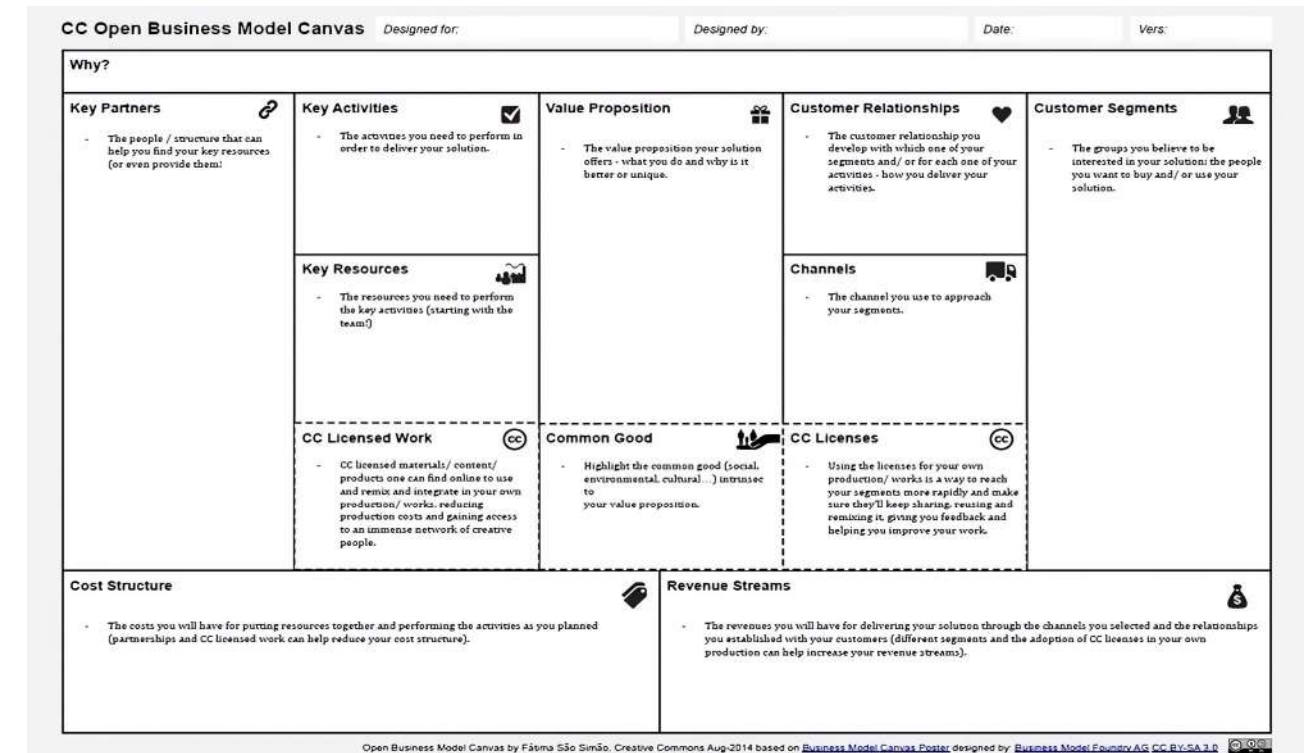 CC Open Business Model Canvas
Designed for:
Designed by:
Date:
Vers:
Why?
Key Partners
- The people / structure that can
help you find your key resources
(or even provide them!
Key Activities
- The activities you need to perform in
order to deliver your solution.
Value Proposition
- The value proposition your solution
offers - what you do and why is it
better or unique.
Customer Relationships
- The customer relationship you
develop with which one of your
segments and/ or for each one of your
activities - how you deliver your
activities.
Customer Segments
- The groups you believe to be
interested in your solution: the people
you want to buy and/ or use your
solution.
Key Resources
- The resources you need to perform
the key activities (starting with the
team!)
Channels
- The channel you use to approach
your segments.
CC Licensed Work
cc
- CC licensed materials/ content/
products one can find online to use
and remix and integrate in your own
production/ works, reducing
production costs and gaining access
to an immense network of creative
people.
Common Good
- Highlight the common good (social,
environmental, cultural...) intrinsec
to
your value proposition.
CC Licenses
cc
- Using the licenses for your own
production/ works is a way to reach
your segments more rapidly and make
sure they'll keep sharing, reusing and
remixing it, giving you feedback and
helping you improve your work.
Cost Structure
- The costs you will have for putting resources together and performing the activities as you planned
(partnerships and CC licensed work can help reduce your cost structure).
Revenue Streams
$
- The revenues you will have for delivering your solution through the channels you selected and the relationships
you established with your customers (different segments and the adoption of CC licenses in your own
production can help increase your revenue streams).
Open Business Model Canvas by Fátima São Simão, Creative Commons Aug-2014 based on Business Model Canvas Poster designed by Business Model Foundry AG CC BY-SA 3.0